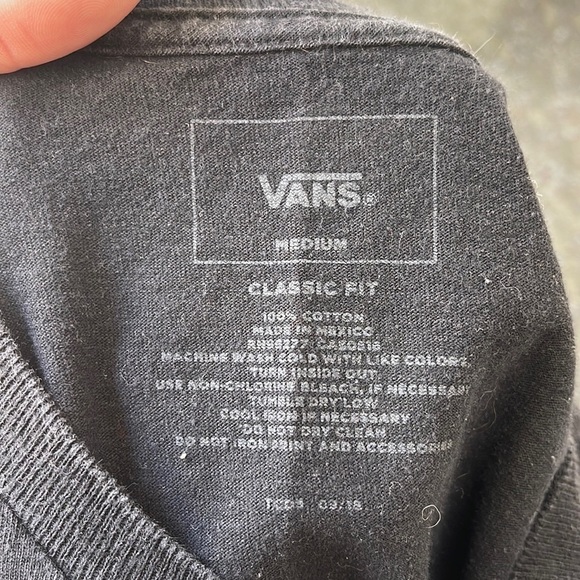 VANS®
MEDIUM
CLASSIC FIT
100% COTTON
MADE IN MEXICO
MACHINE WASH COLD WITH LIKE COLORS,
TURN INSIDE OUT
USE NON-CHLORINE BLEACH, IF NECESSARY
TUMBLE DRY LOW
COOL IRON IF NECESSARY
DO NOT DRY CLEAN
DO NOT IRON PRINT AND ACCESSORIES
09/18